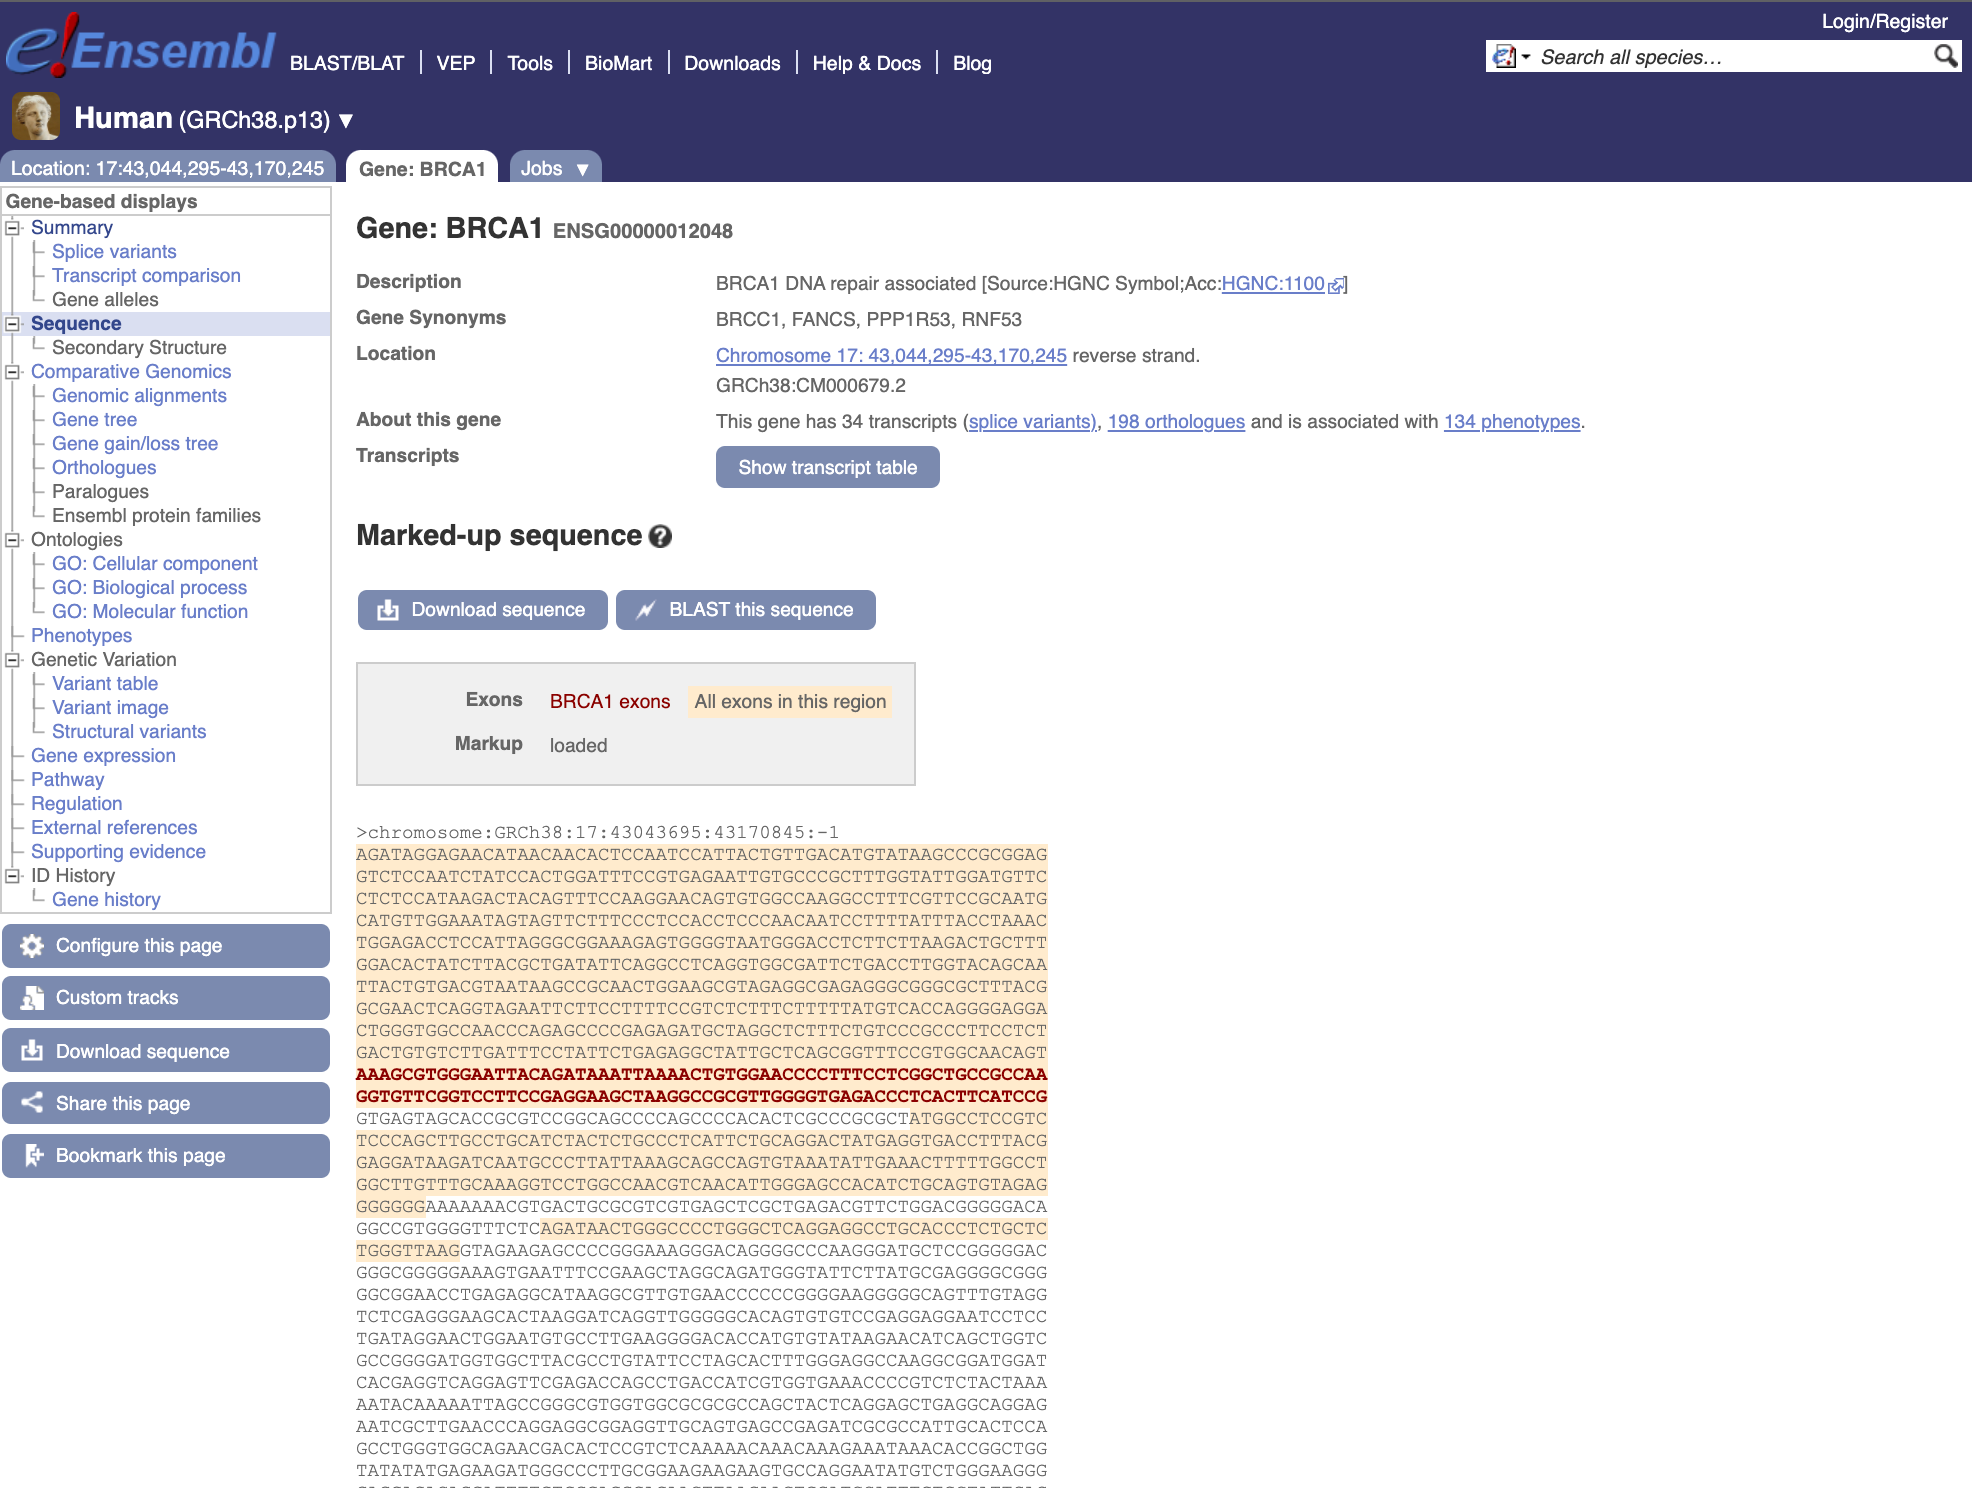 Login/Register
e!Ensembl BLAST/BLAT VEP Tools BioMart Downloads Help & Docs Blog
Search all species…
Human (GRCh38.p13) ▼
Location: 17:43,044,295-43,170,245
Gene: BRCA1
Jobs ▼
Gene-based displays
Summary
Splice variants
Transcript comparison
Gene alleles
Sequence
Secondary Structure
Comparative Genomics
Genomic alignments
Gene tree
Gene gain/loss tree
Orthologues
Paralogues
Ensembl protein families
Ontologies
GO: Cellular component
GO: Biological process
GO: Molecular function
Phenotypes
Genetic Variation
Variant table
Variant image
Structural variants
Gene expression
Pathway
Regulation
External references
Supporting evidence
ID History
Gene history
Configure this page
Custom tracks
Download sequence
Share this page
Bookmark this page
Gene: BRCA1 ENSG00000012048
Description BRCA1 DNA repair associated [Source:HGNC Symbol;Acc:HGNC:1100]
Gene Synonyms BRCC1, FANCS, PPP1R53, RNF53
Location Chromosome 17: 43,044,295-43,170,245 reverse strand.
GRCh38:CM000679.2
About this gene This gene has 34 transcripts (splice variants), 198 orthologues and is associated with 134 phenotypes.
Transcripts Show transcript table
Marked-up sequence ?
Download sequence BLAST this sequence
Exons BRCA1 exons All exons in this region
Markup loaded
>chromosome:GRCh38:17:43043695:43170845:-1
AGATAGGAGAACATAACAACACTCCAATCCATTACTGTTGACATGTATAAGCCCGCGGAG
GTCTCCAATCTATCCACTGGATTTCCGTGAGAATTGTGCCCGCTTTGGTATTGGATGTTC
CTCTCCATAAGACTACAGTTTCCAAGGAACAGTGTGGCCAAGGCCTTTCGTTCCGCAATG
CATGTTGGAAATAGTAGTTCTTTCCCTCCACCTCCCAACAATCCTTTTATTTACCTAAAC
TGGAGACCTCCATTAGGGCGGAAAGAGTGGGGTAATGGGACCTCTTCTTAAGACTGCTTT
GGACACTATCTTACGCTGATATTCAGGCCTCAGGTGGCGATTCTGACCTTGGTACAGCAA
TTACTGTGACGTAATAAGCCGCAACTGGAAGCGTAGAGGCGAGAGGGCGGGCGCTTTACG
GCGAACTCAGGTAGAATTCTTCCTTTTCCGTCTCTTTCTTTTTATGTCACCAGGGGAGGA
CTGGGTGGCCAACCCAGAGCCCCGAGAGATGCTAGGCTCTTTCTGTCCCGCCCTTCCTCT
GACTGTGTCTTGATTTCCTATTCTGAGAGGCTATTGCTCAGCGGTTTCCGTGGCAACAGT
AAAGCGTGGGAATTACAGATAAATTAAAACTGTGGAACCCCTTTCCTCGGCTGCCGCCAA
GGTGTTCGGTCCTTCCGAGGAAGCTAAGGCCGCGTTGGGGTGAGACCCTCACTTCATCCG
GTGAGTAGCACCGCGTCCGGCAGCCCCAGCCCCACACTCGCCCGCGCTATGGCCTCCGTC
TCCCAGCTTGCCTGCATCTACTCTGCCCTCATTCTGCAGGACTATGAGGTGACCTTTACG
GAGGATAAGATCAATGCCCTTATTAAAGCAGCCAGTGTAAATATTGAAACTTTTTGGCCT
GGCTTGTTTGCAAAGGTCCTGGCCAACGTCAACATTGGGAGCCACATCTGCAGTGTAGAG
GGGGGGAAAAAAACGTGACTGCGCGTCGTGAGCTCGCTGAGACGTTCTGGACGGGGGACA
GGCCGTGGGGTTTCTCAGATAACTGGGCCCCTGGGCTCAGGAGGCCTGCACCCTCTGCTC
TGGGTTAAGGTAGAAGAGCCCCGGGAAAGGGACAGGGGCCCAAGGGATGCTCCGGGGGAC
GGGCGGGGGAAAGTGAATTTCCGAAGCTAGGCAGATGGGTATTCTTATGCGAGGGGCGGG
GGCGGAACCTGAGAGGCATAAGGCGTTGTGAACCCCCCGGGGAAGGGGGCAGTTTGTAGG
TCTCGAGGGAAGCACTAAGGATCAGGTTGGGGGCACAGTGTGTCCGAGGAGGAATCCTCC
TGATAGGAACTGGAATGTGCCTTGAAGGGGACACCATGTGTATAAGAACATCAGCTGGTC
GCCGGGGATGGTGGCTTACGCCTGTATTCCTAGCACTTTGGGAGGCCAAGGCGGATGGAT
CACGAGGTCAGGAGTTCGAGACCAGCCTGACCATCGTGGTGAAACCCCGTCTCTACTAAA
AATACAAAAATTAGCCGGGCGTGGTGGCGCGCGCCAGCTACTCAGGAGCTGAGGCAGGAG
AATCGCTTGAACCCAGGAGGCGGAGGTTGCAGTGAGCCGAGATCGCGCCATTGCACTCCA
GCCTGGGTGGCAGAACGACACTCCGTCTCAAAAACAAACAAAGAAATAAACACCGGCTGG
TATATATGAGAAGATGGGCCCTTGCGGAAGAAGAAGTGCCAGGAATATGTCTGGGAAGGG